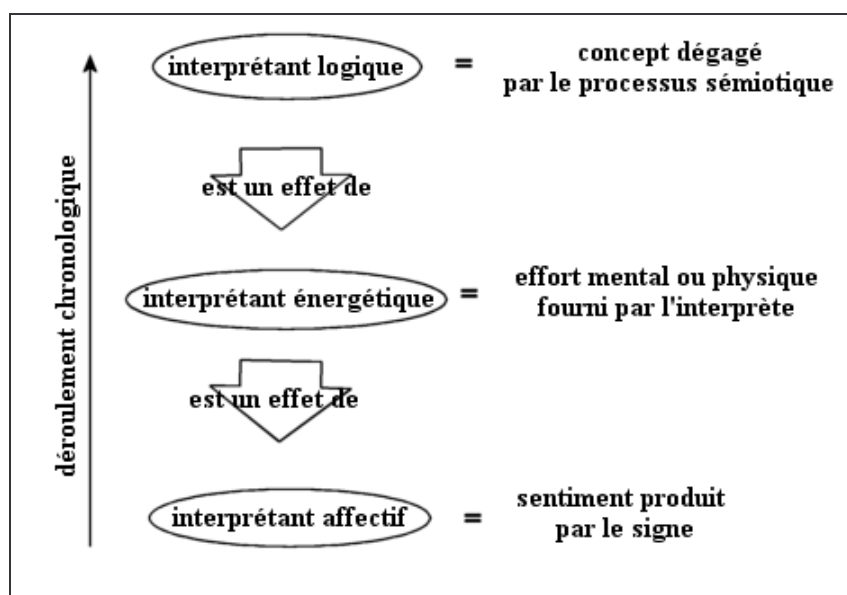 interprétant logique
=
concept dégagé
par le processus sémiotique
est un effet de
interprétant énergétique
=
effort mental ou physique
fourni par l'interprète
est un effet de
interprétant affectif
=
sentiment produit
par le signe
déroulement chronologique